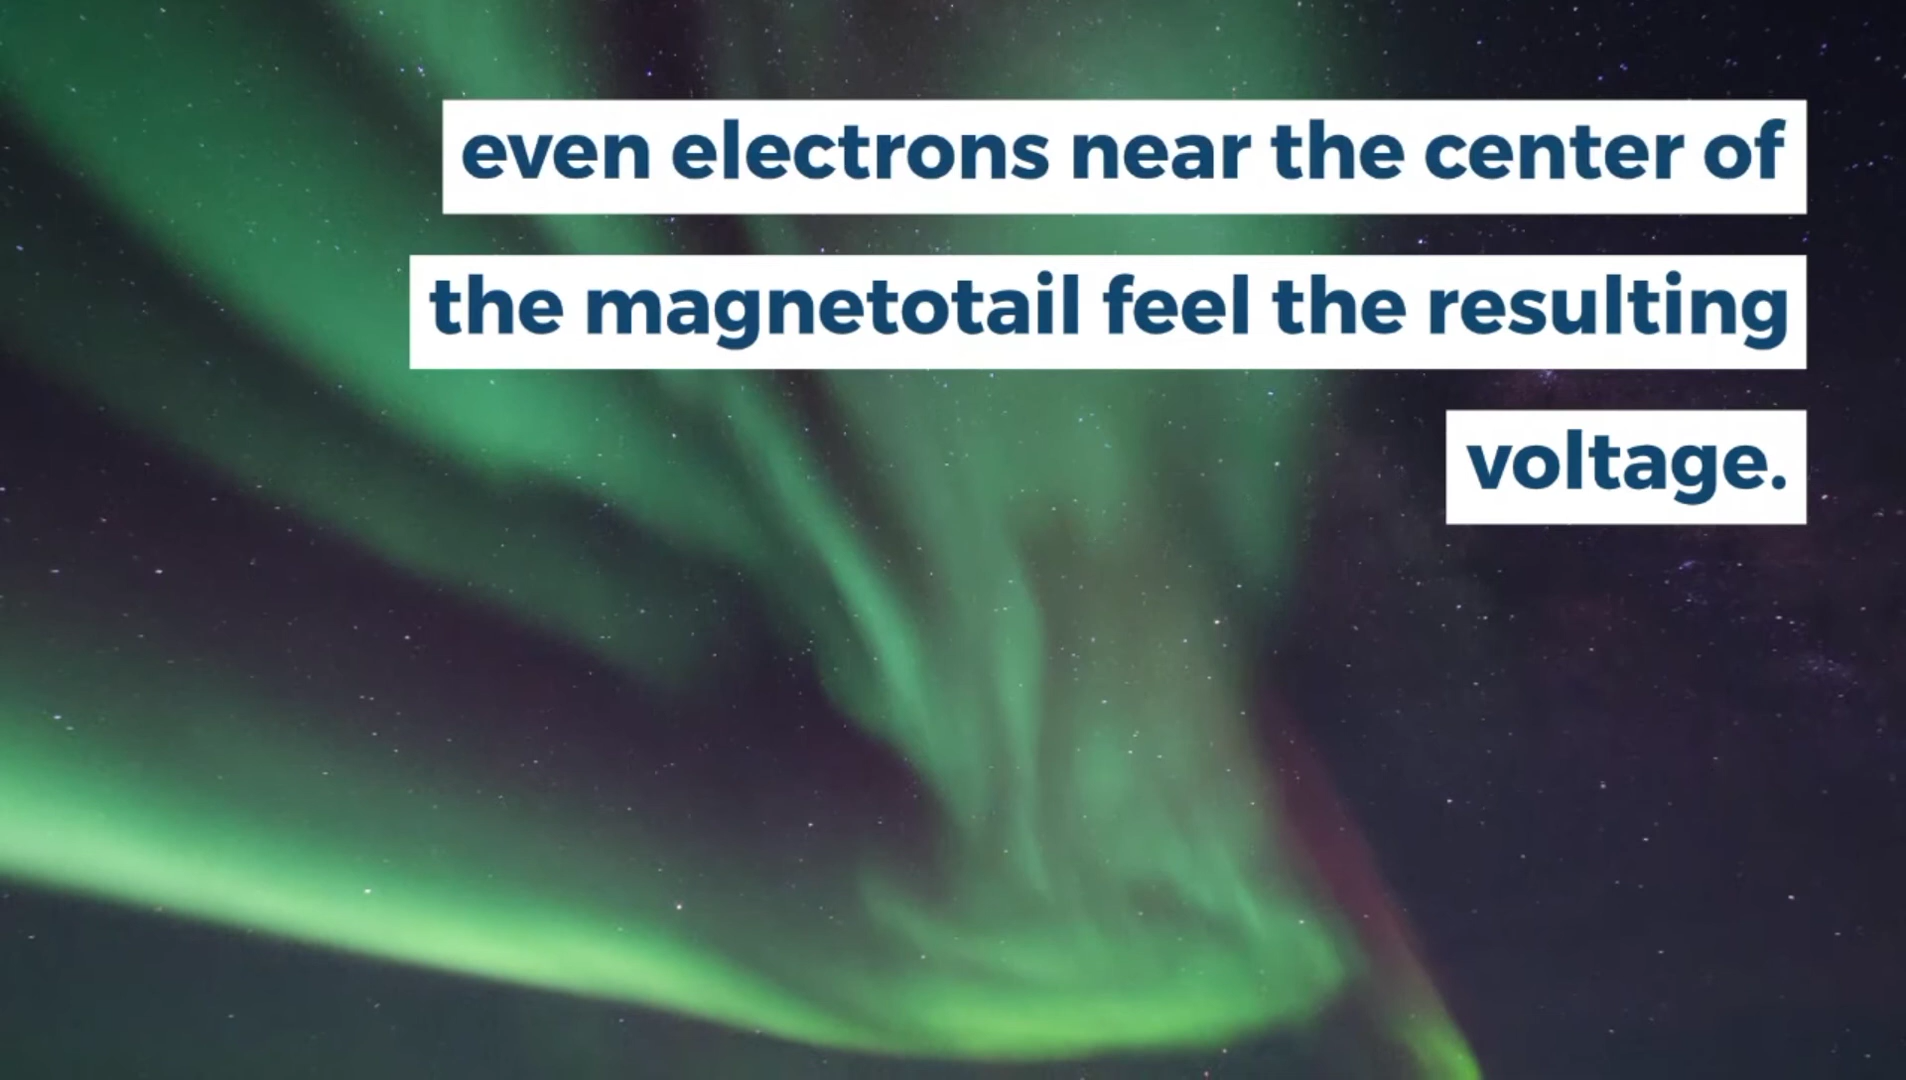 even electrons near the center of
the magnetotail feel the resulting
voltage.